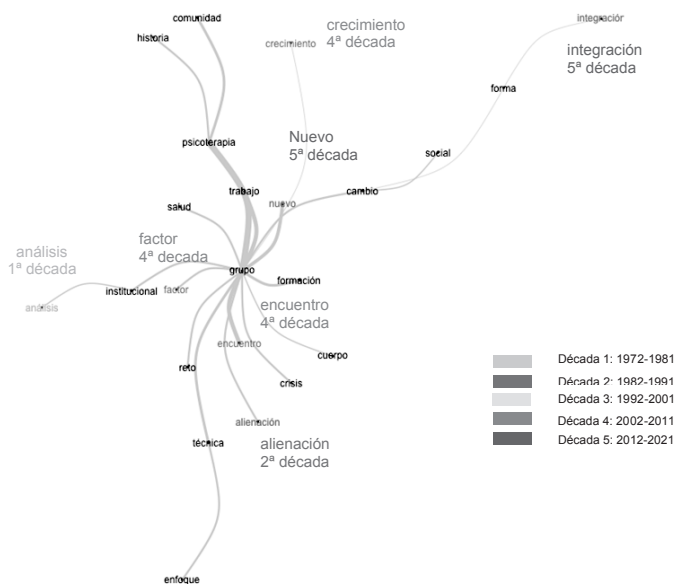 comunidad
historia
crecimiento
crecimiento
4ª década
integración
integración
5ª década
forma
psicoterapia
Nuevo
5ª década
social
trabajo
cambio
nuevo
salud
factor
4ª decada
análisis
1ª década
grupo
formación
institucional
factor
análisis
encuentro
4ª década
encuentro
cuerpo
reto
crisis
alienación
técnica
alienación
2ª década
enfoque
Década 1: 1972-1981
Década 2: 1982-1991
Década 3: 1992-2001
Década 4: 2002-2011
Década 5: 2012-2021